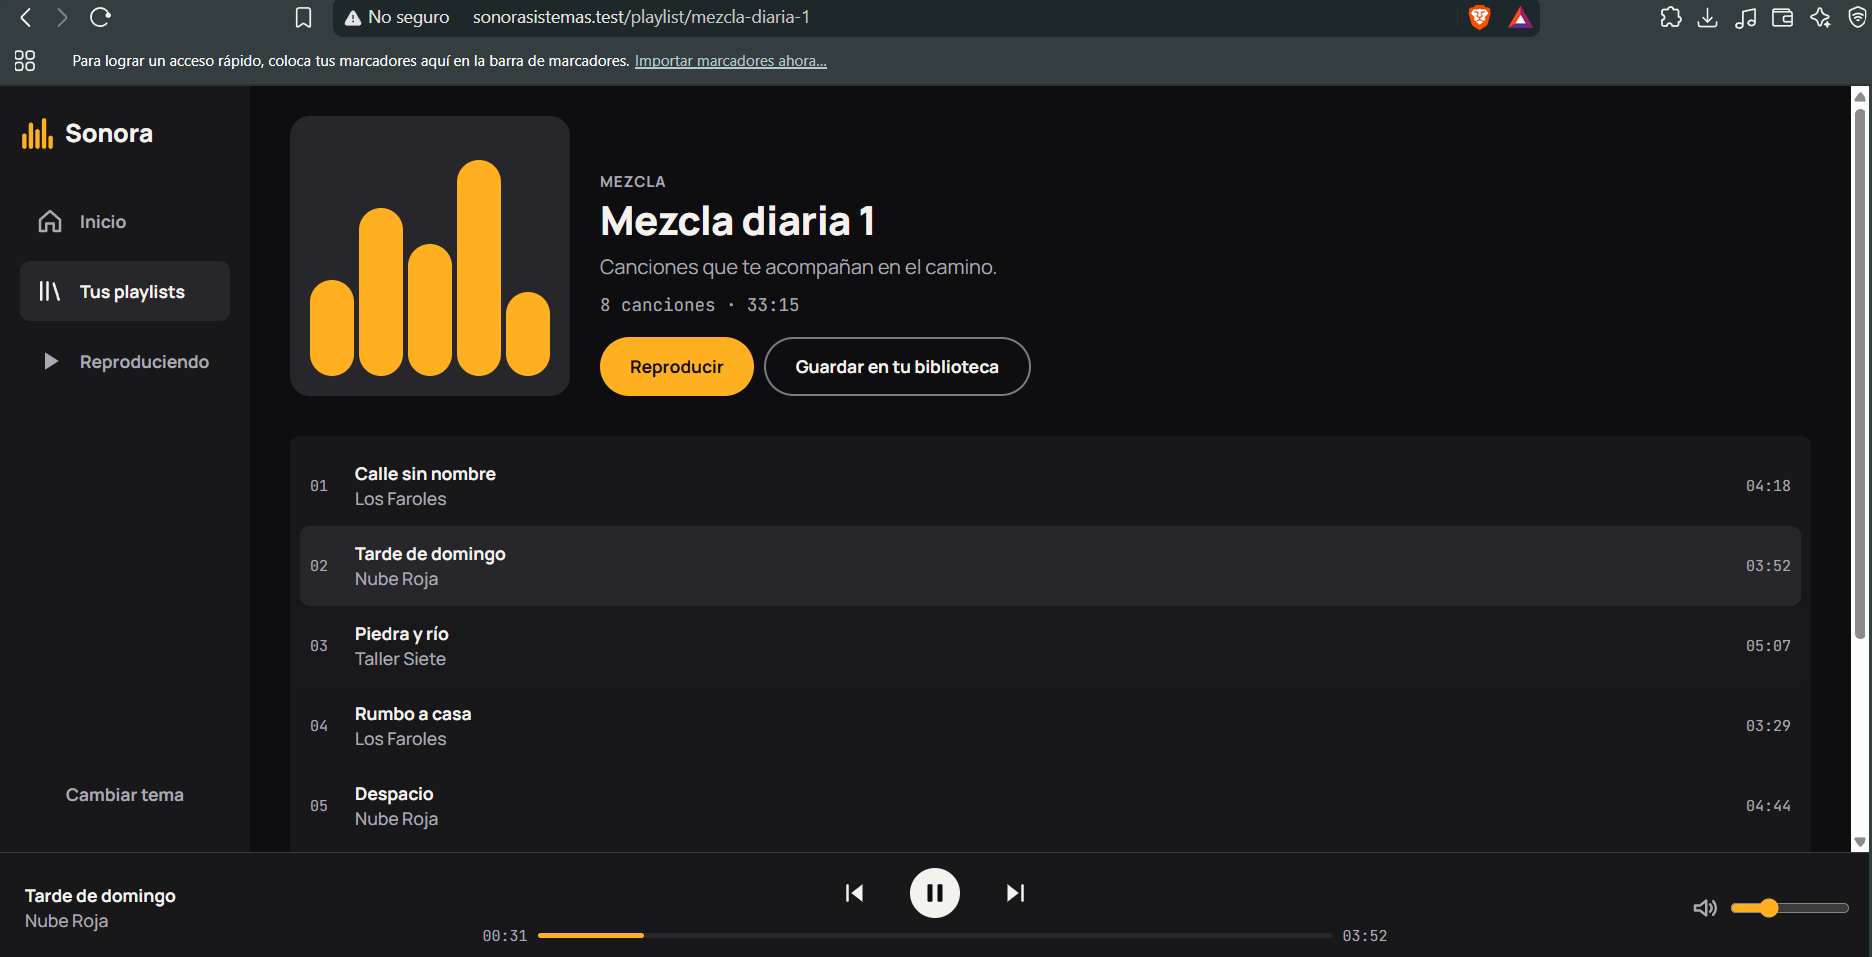 No seguro
sonorasistemas.test/playlist/mezcla-diaria-1
Para lograr un acceso rápido, coloca tus marcadores aquí en la barra de marcadores. Importar marcadores ahora...
Sonora
Inicio
Tus playlists
Reproduciendo
Cambiar tema
MEZCLA
Mezcla diaria 1
Canciones que te acompañan en el camino.
8 canciones · 33:15
Reproducir
Guardar en tu biblioteca
01 Calle sin nombre 04:18
Los Faroles
02 Tarde de domingo 03:52
Nube Roja
03 Piedra y río 05:07
Taller Siete
04 Rumbo a casa 03:29
Los Faroles
05 Despacio 04:44
Nube Roja
Tarde de domingo
Nube Roja
00:31 03:52